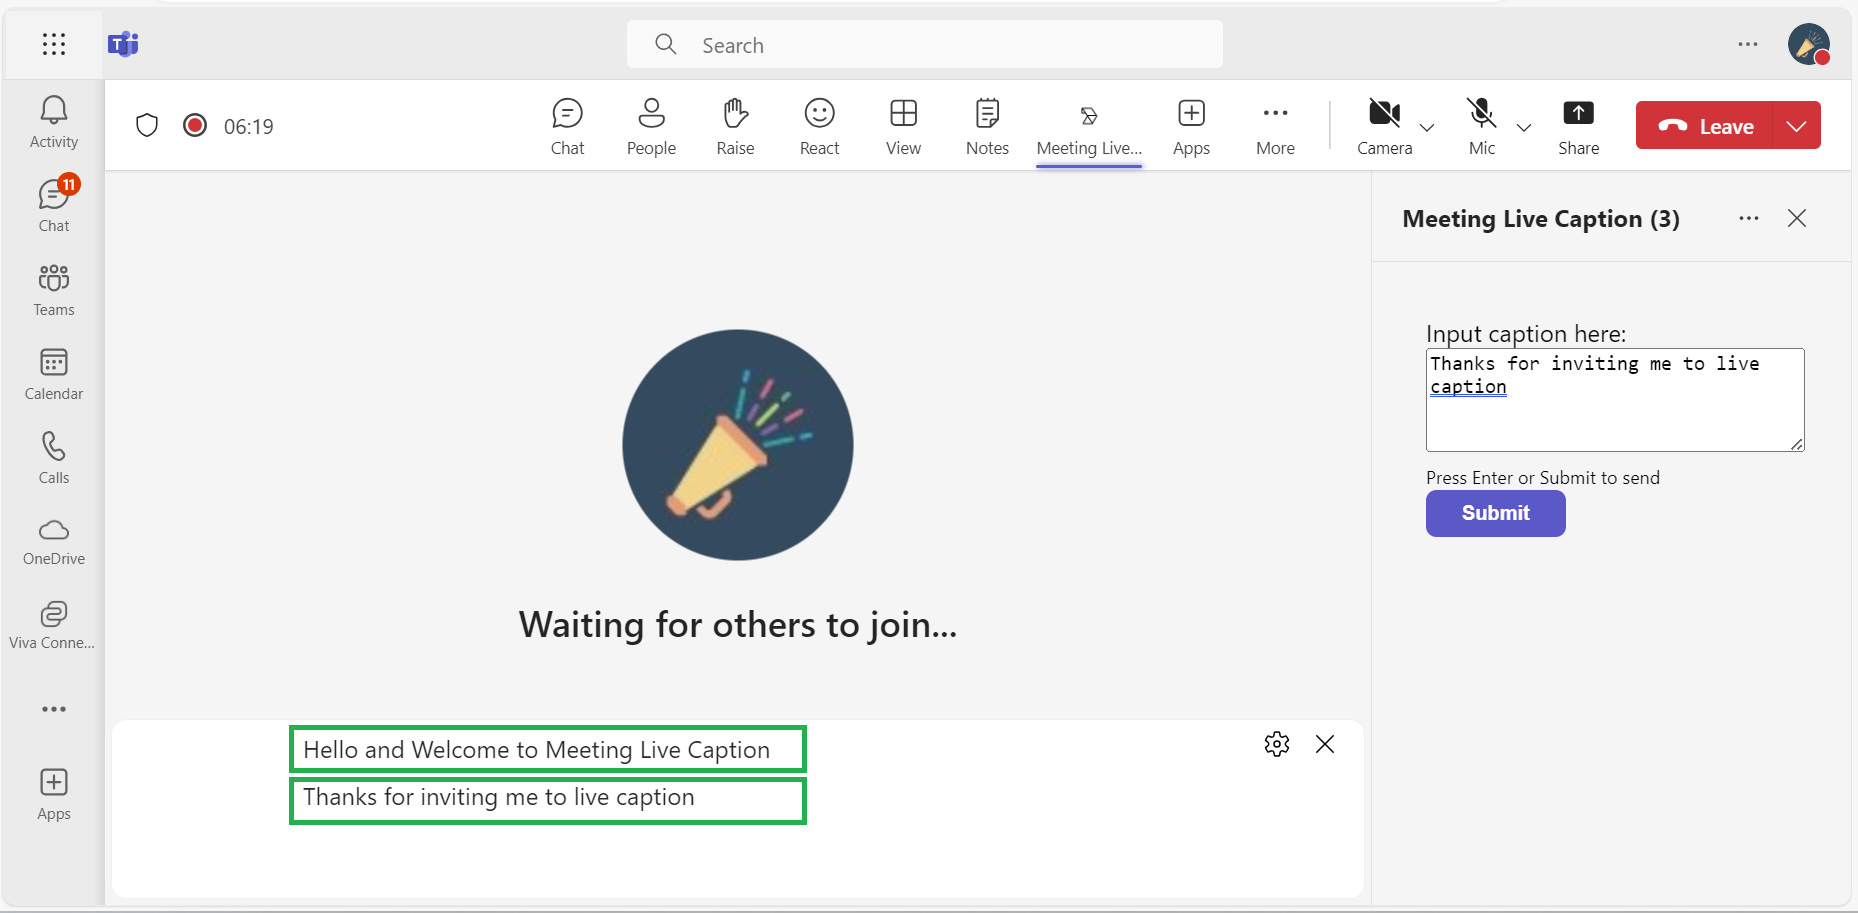 Search
Activity
11
Chat
Teams
Calendar
Calls
OneDrive
Viva Conne...
Apps
06:19
Chat
People
Raise
React
View
Notes
Meeting Live...
Apps
More
Camera
Mic
Share
Leave
Waiting for others to join...
Hello and Welcome to Meeting Live Caption
Thanks for inviting me to live caption
Meeting Live Caption (3)
Input caption here:
Thanks for inviting me to live
caption
Press Enter or Submit to send
Submit